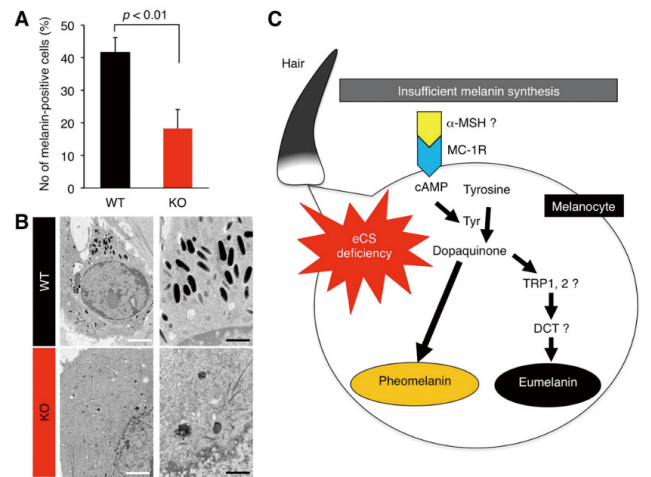 A
p < 0.01
No of melanin-positive cells (%)
50
40
30
20
10
0
WT
KO
B
WT
KO
C
Hair
Insufficient melanin synthesis
α-MSH ?
MC-1R
cAMP
Tyrosine
Melanocyte
Tyr
eCS
deficiency
Dopaquinone
TRP1, 2 ?
DCT ?
Pheomelanin
Eumelanin